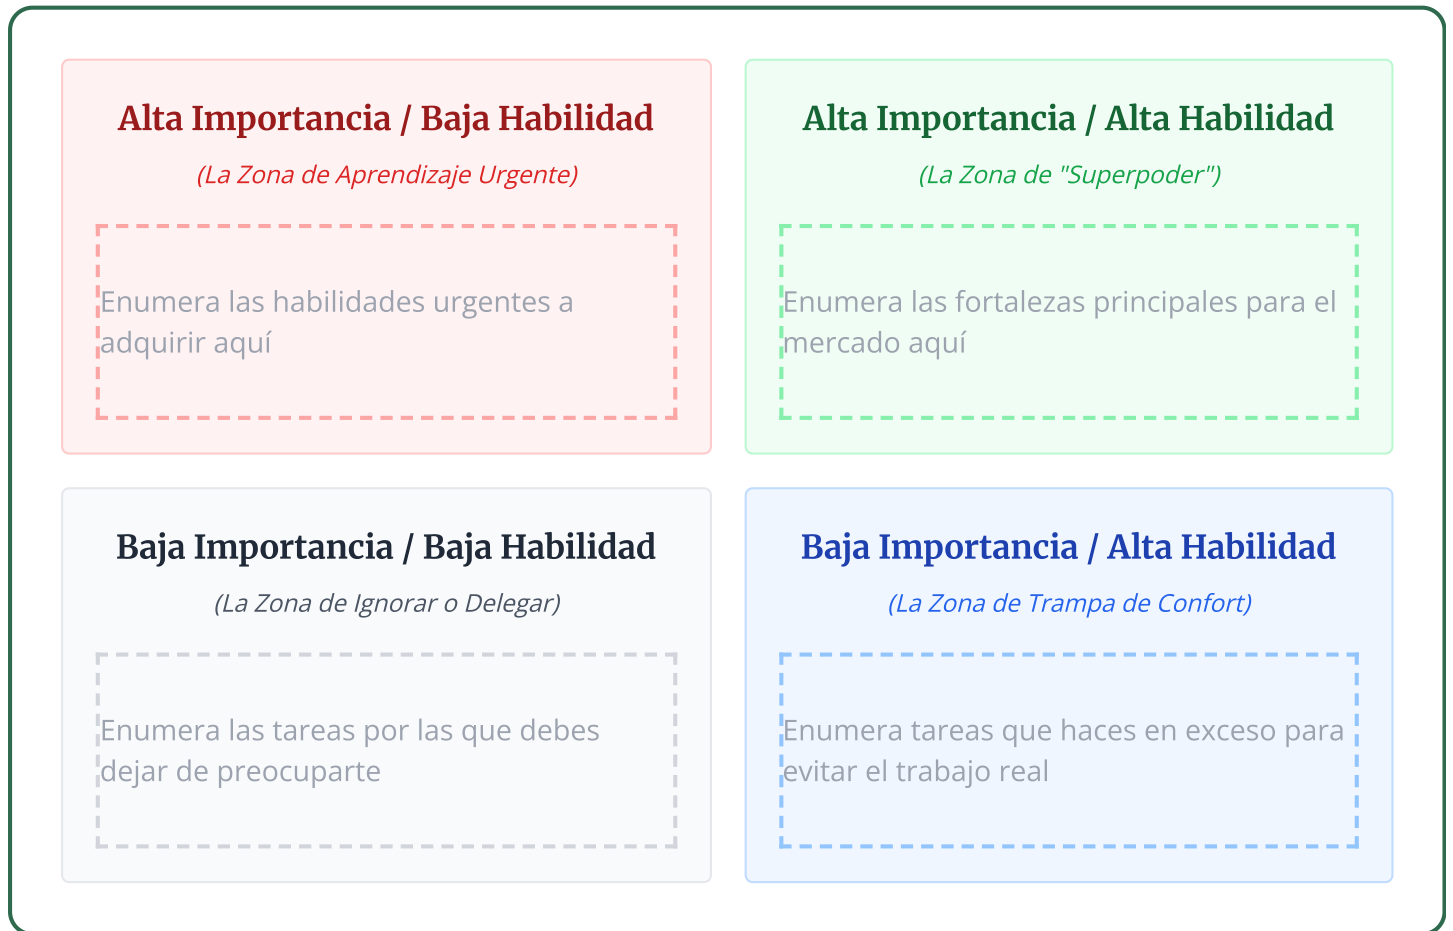 Alta Importancia / Baja Habilidad
(La Zona de Aprendizaje Urgente)
Enumera las habilidades urgentes a
adquirir aquí
Alta Importancia / Alta Habilidad
(La Zona de "Superpoder")
Enumera las fortalezas principales para el
mercado aquí
Baja Importancia / Baja Habilidad
(La Zona de Ignorar o Delegar)
Enumera las tareas por las que debes
dejar de preocuparte
Baja Importancia / Alta Habilidad
(La Zona de Trampa de Confort)
Enumera tareas que haces en exceso para
evitar el trabajo real